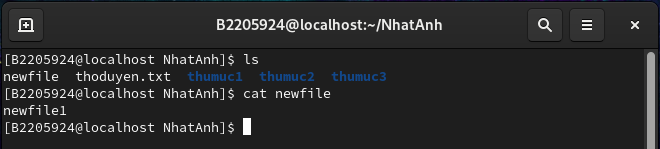 B2205924@localhost:~/NhatAnh
[B2205924@localhost NhatAnh]$ ls
newfile  thoduyen.txt  thumuc1  thumuc2  thumuc3
[B2205924@localhost NhatAnh]$ cat newfile
newfile1
[B2205924@localhost NhatAnh]$